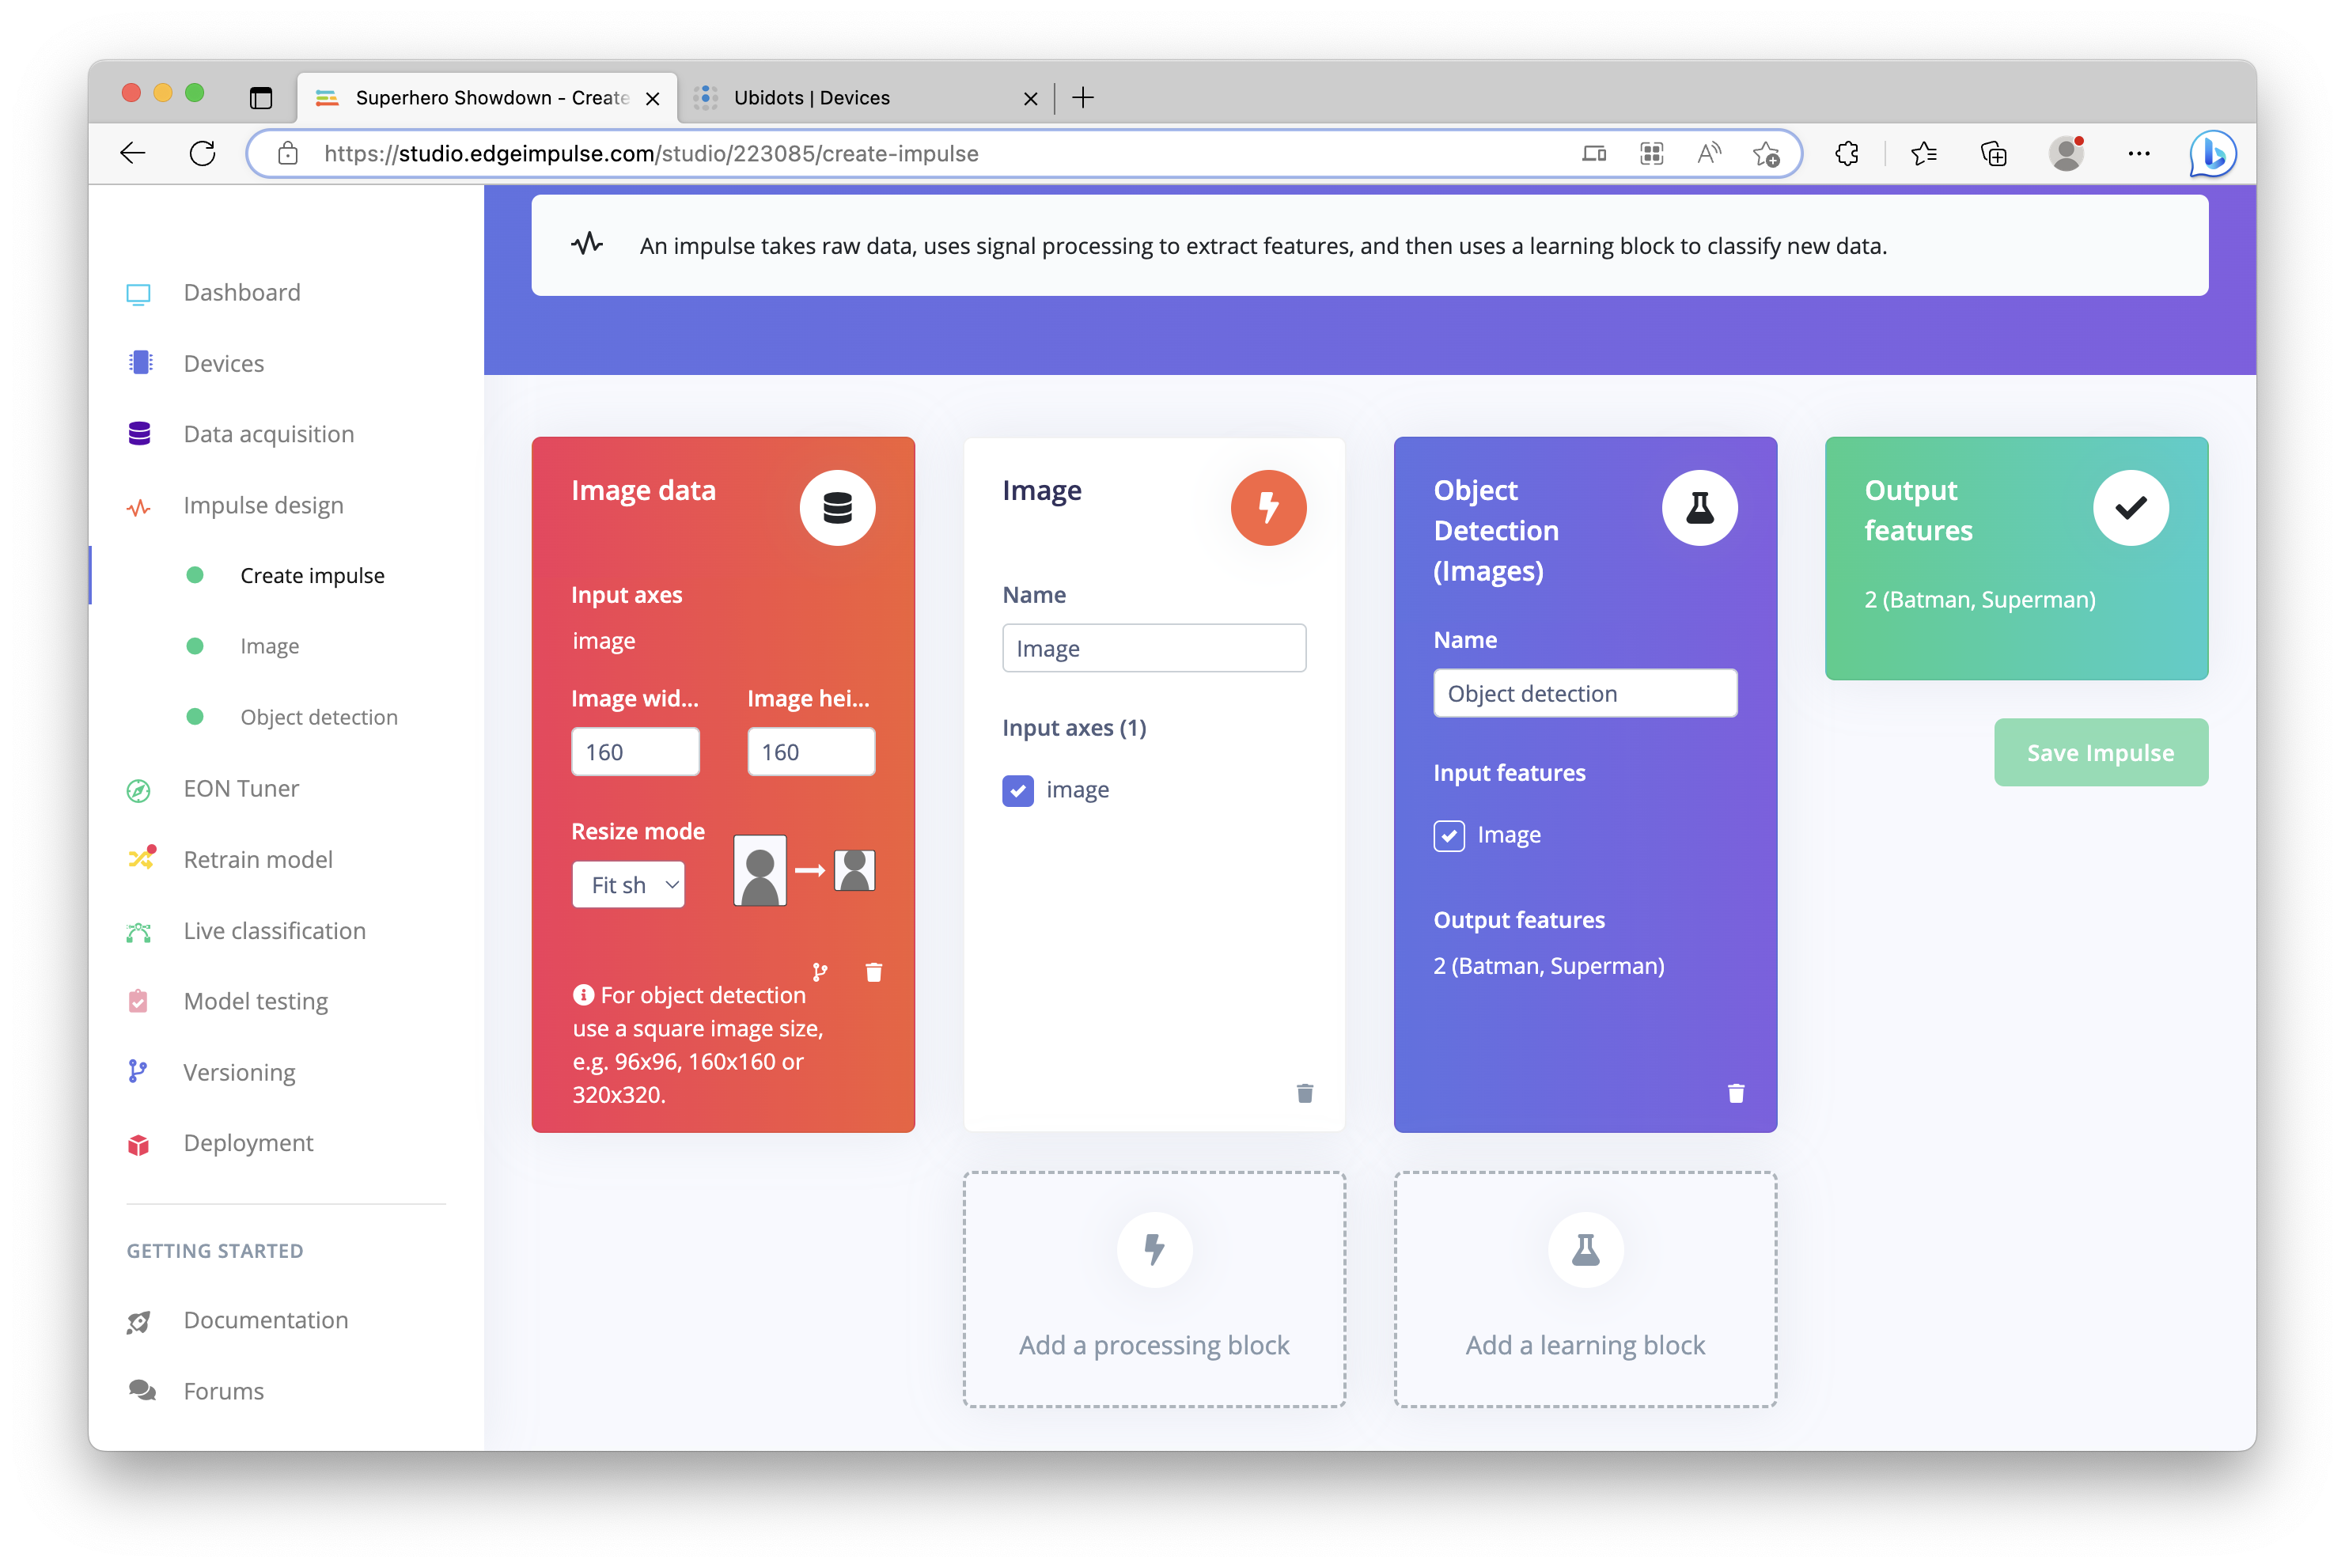 Superhero Showdown - Create
Ubidots | Devices
https://studio.edgeimpulse.com/studio/223085/create-impulse
An impulse takes raw data, uses signal processing to extract features, and then uses a learning block to classify new data.
Dashboard
Devices
Data acquisition
Impulse design
Create impulse
Image
Object detection
EON Tuner
Retrain model
Live classification
Model testing
Versioning
Deployment
GETTING STARTED
Documentation
Forums
Image data
Input axes
image
Image wid... Image hei...
160 160
Resize mode
Fit sh
For object detection
use a square image size,
e.g. 96x96, 160x160 or
320x320.
Image
Name
Image
Input axes (1)
image
Object
Detection
(Images)
Name
Object detection
Input features
Image
Output features
2 (Batman, Superman)
Output
features
2 (Batman, Superman)
Save Impulse
Add a processing block
Add a learning block